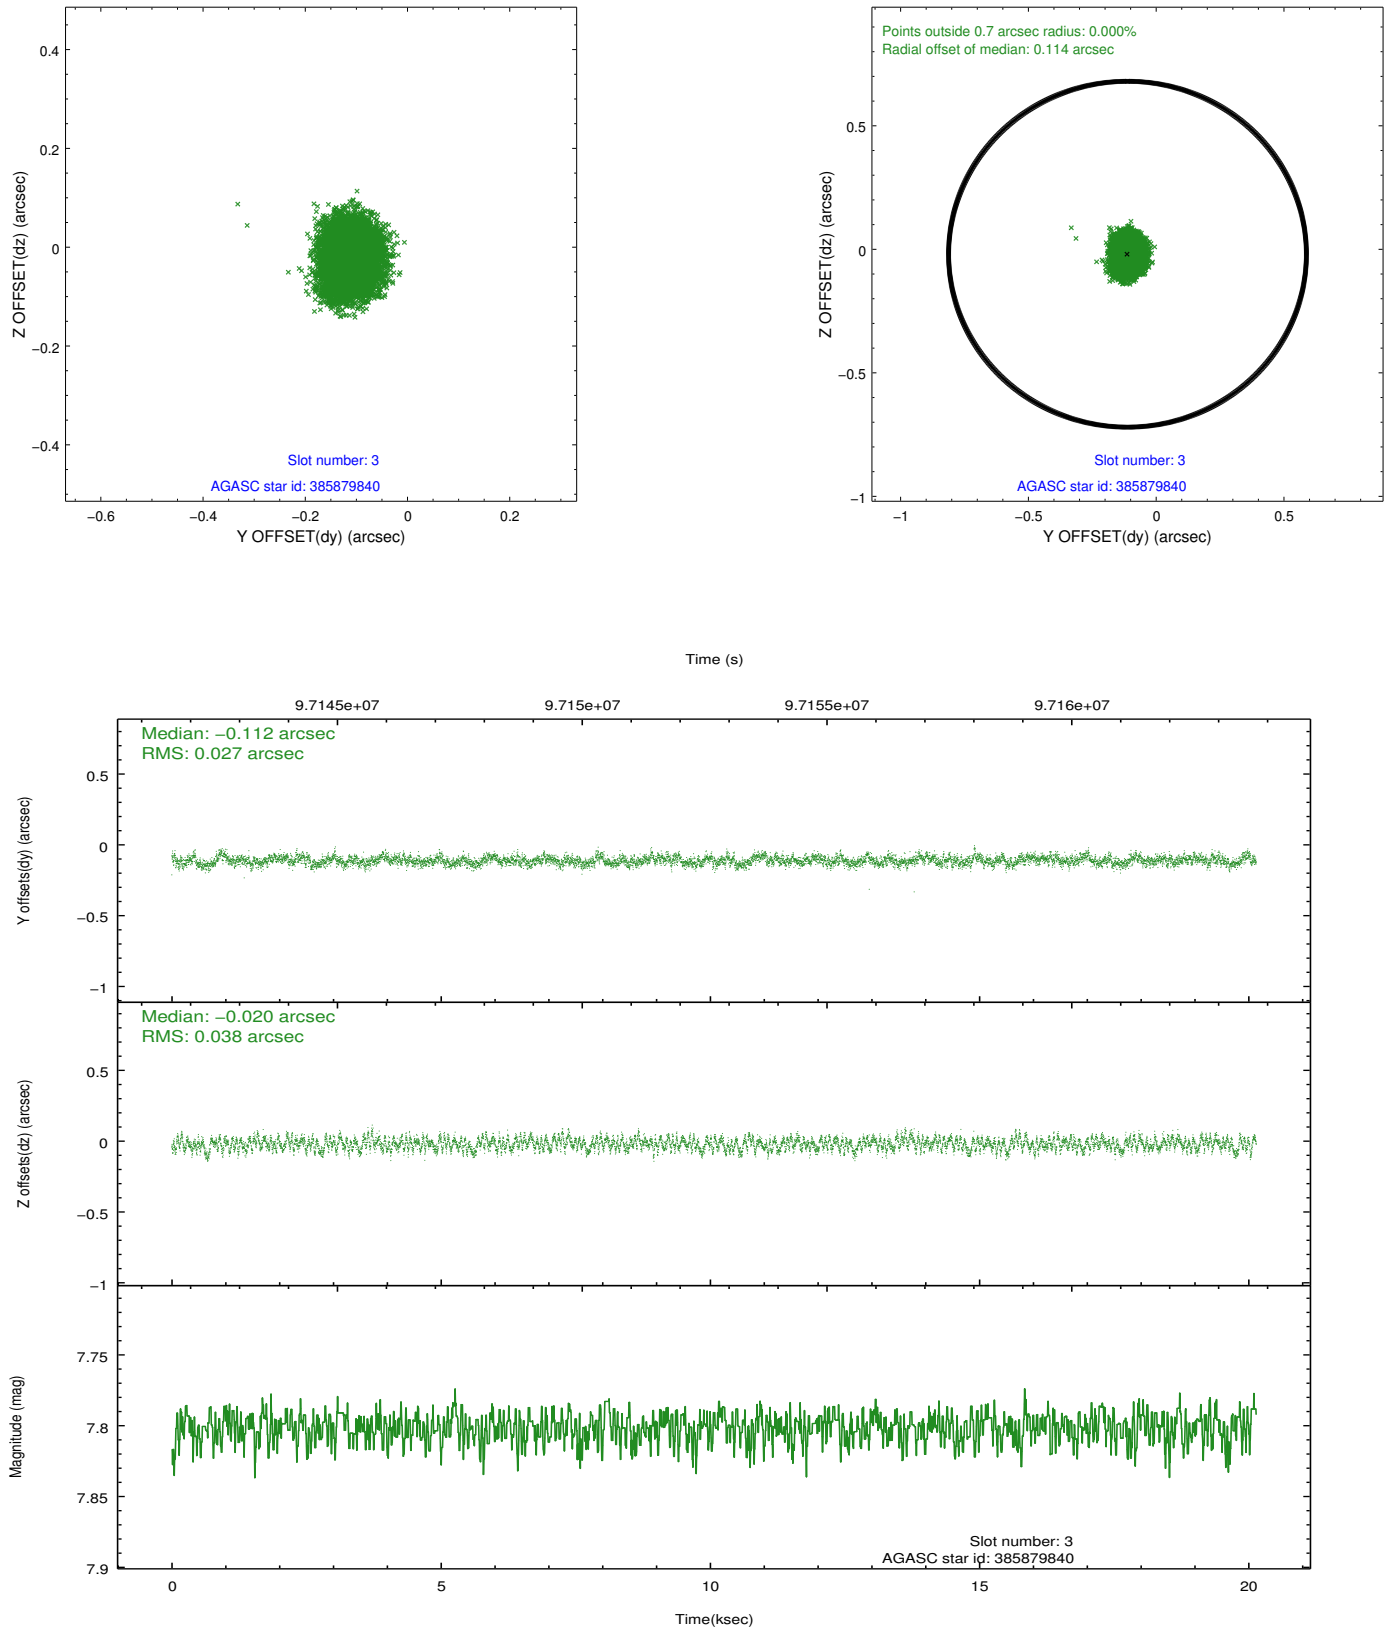 0.4
0.2
0
−0.2
−0.4
Z OFFSET(dz) (arcsec)
Slot number: 3
AGASC star id: 385879840
−0.6
−0.4
−0.2
0
0.2
Y OFFSET(dy) (arcsec)
Points outside 0.7 arcsec radius: 0.000%
Radial offset of median: 0.114 arcsec
0.5
0
−0.5
−1
Z OFFSET(dz) (arcsec)
Slot number: 3
AGASC star id: 385879840
−1
−0.5
0
0.5
Y OFFSET(dy) (arcsec)
Time (s)
9.7145e+07
9.715e+07
9.7155e+07
9.716e+07
Median: −0.112 arcsec
RMS: 0.027 arcsec
0.5
0
−0.5
−1
Y offsets(dy) (arcsec)
Median: −0.020 arcsec
RMS: 0.038 arcsec
0.5
0
−0.5
−1
Z offsets(dz) (arcsec)
7.75
7.8
7.85
7.9
Magnitude (mag)
Slot number: 3
AGASC star id: 385879840
0
5
10
15
20
Time(ksec)